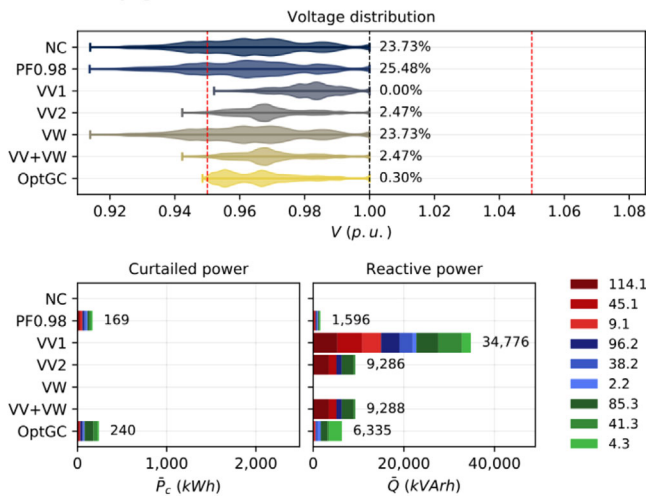 Voltage distribution
NC 23.73%
PF0.98 25.48%
VV1 0.00%
VV2 2.47%
VW 23.73%
VV+VW 2.47%
OptGC 0.30%
0.92 0.94 0.96 0.98 1.00 1.02 1.04 1.06 1.08
V (p. u.)
Curtailed power
NC
PF0.98 169
VV1
VV2
VW
VV+VW
OptGC 240
0 1,000 2,000
P̄c (kWh)
Reactive power
1,596
34,776
9,286
9,288
6,335
0 20,000 40,000
Q̄ (kVArh)
114.1
45.1
9.1
96.2
38.2
2.2
85.3
41.3
4.3